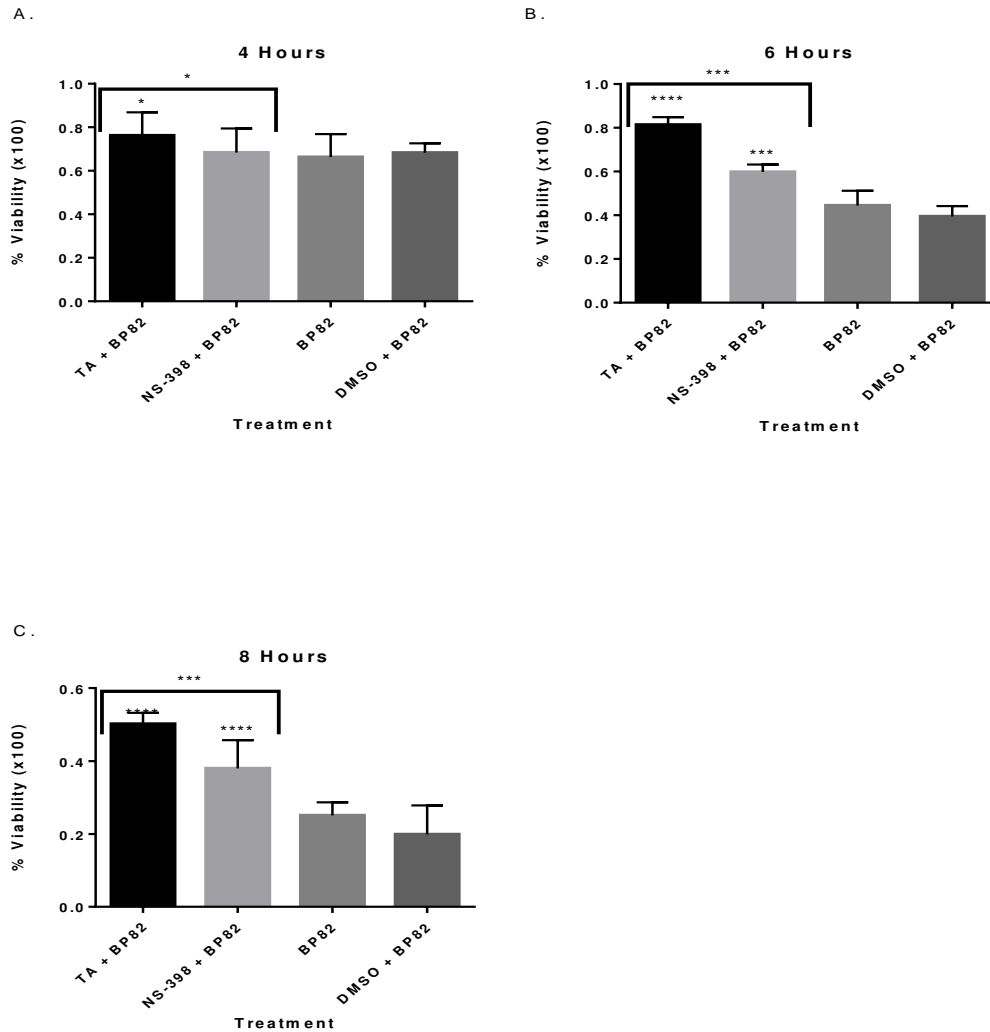 A.
4 Hours
*
*
1.0
0.8
0.6
0.4
0.2
0.0
% Viability (x100)
TA + BP82
NS-398 + BP82
BP82
DMSO + BP82
Treatment
B.
6 Hours
***
****
***
1.0
0.8
0.6
0.4
0.2
0.0
% Viability (x100)
TA + BP82
NS-398 + BP82
BP82
DMSO + BP82
Treatment
C.
8 Hours
***
****
****
0.6
0.4
0.2
0.0
% Viability (x100)
TA + BP82
NS-398 + BP82
BP82
DMSO + BP82
Treatment